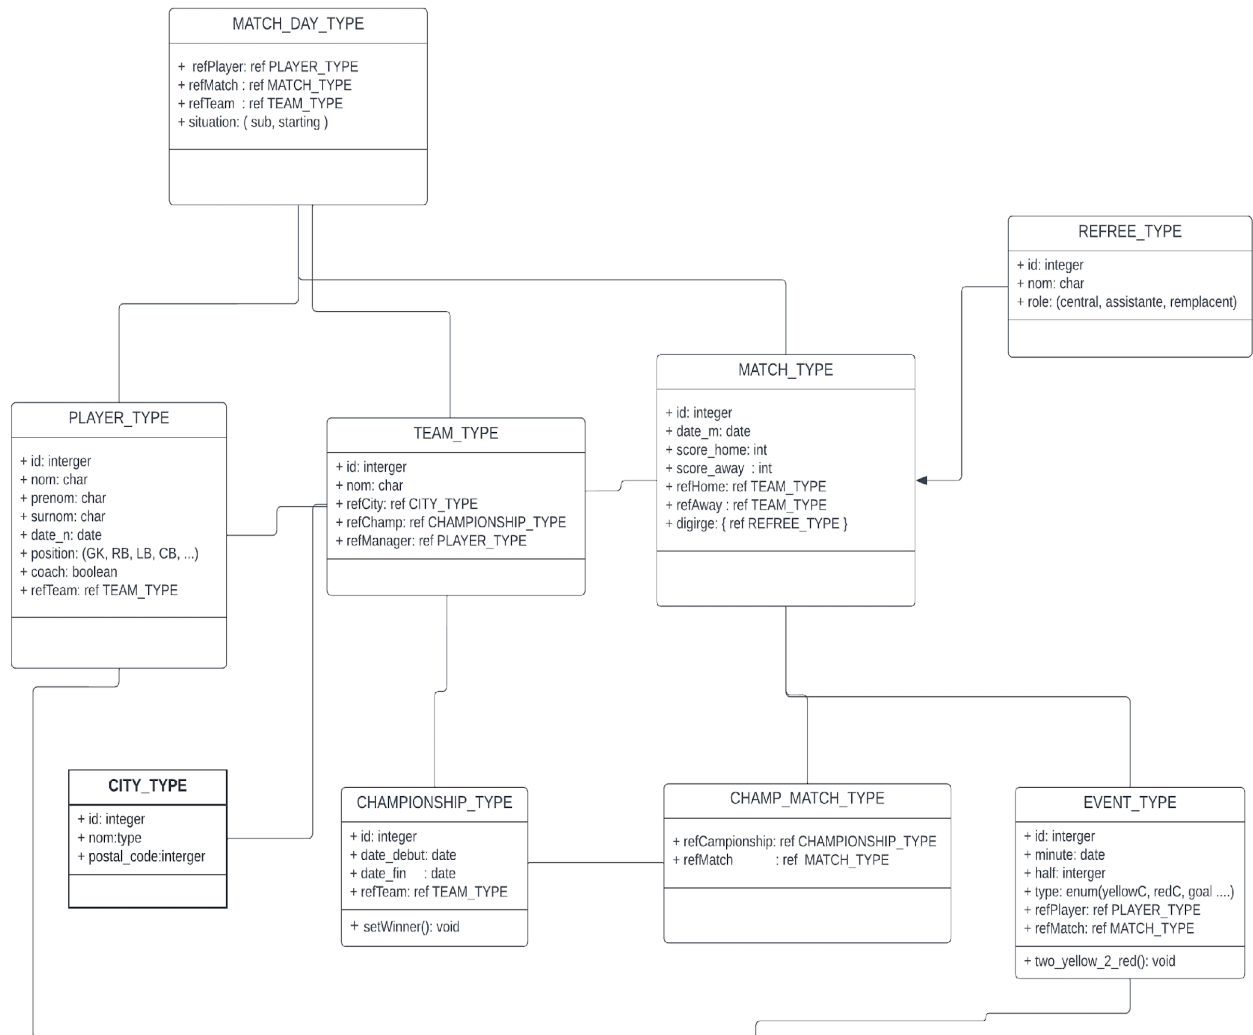 MATCH_DAY_TYPE
+ refPlayer: ref PLAYER_TYPE
+ refMatch : ref MATCH_TYPE
+ refTeam : ref TEAM_TYPE
+ situation: ( sub, starting )
REFREE_TYPE
+ id: integer
+ nom: char
+ role: (central, assistante, remplacent)
MATCH_TYPE
+ id: integer
+ date_m: date
+ score_home: int
+ score_away : int
+ refHome: ref TEAM_TYPE
+ refAway : ref TEAM_TYPE
+ digirge: { ref REFREE_TYPE }
PLAYER_TYPE
+ id: interger
+ nom: char
+ prenom: char
+ surnom: char
+ date_n: date
+ position: (GK, RB, LB, CB, ...)
+ coach: boolean
+ refTeam: ref TEAM_TYPE
TEAM_TYPE
+ id: interger
+ nom: char
+ refCity: ref CITY_TYPE
+ refChamp: ref CHAMPIONSHIP_TYPE
+ refManager: ref PLAYER_TYPE
CITY_TYPE
+ id: integer
+ nom:type
+ postal_code:interger
CHAMPIONSHIP_TYPE
+ id: integer
+ date_debut: date
+ date_fin : date
+ refTeam: ref TEAM_TYPE
+ setWinner(): void
CHAMP_MATCH_TYPE
+ refCampionship: ref CHAMPIONSHIP_TYPE
+ refMatch : ref MATCH_TYPE
EVENT_TYPE
+ id: interger
+ minute: date
+ half: interger
+ type: enum(yellowC, redC, goal ....)
+ refPlayer: ref PLAYER_TYPE
+ refMatch: ref MATCH_TYPE
+ two_yellow_2_red(): void